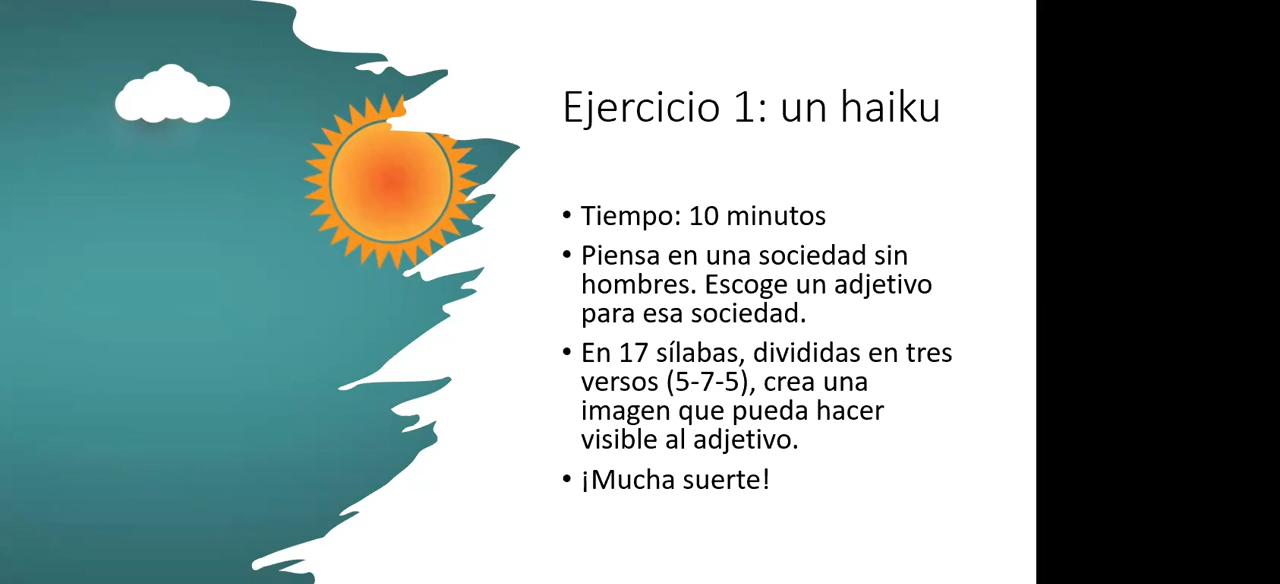 Ejercicio 1: un haiku
• Tiempo: 10 minutos
• Piensa en una sociedad sin
hombres. Escoge un adjetivo
para esa sociedad.
• En 17 sílabas, divididas en tres
versos (5-7-5), crea una
imagen que pueda hacer
visible al adjetivo.
• ¡Mucha suerte!